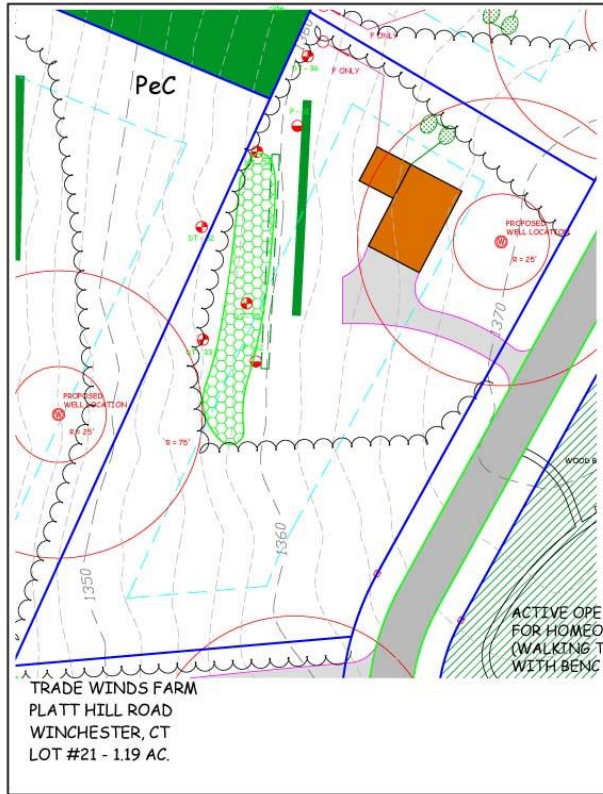 F ONLY
F ONLY
PeC
PROPOSED
WELL LOCATION
R = 25'
1370
PROPOSED
WELL LOCATION
R = 25'
R = 75'
WOOD B
1360
1350
ACTIVE OPE
FOR HOMEO
(WALKING T
WITH BENC
TRADE WINDS FARM
PLATT HILL ROAD
WINCHESTER, CT
LOT #21 - 1.19 AC.